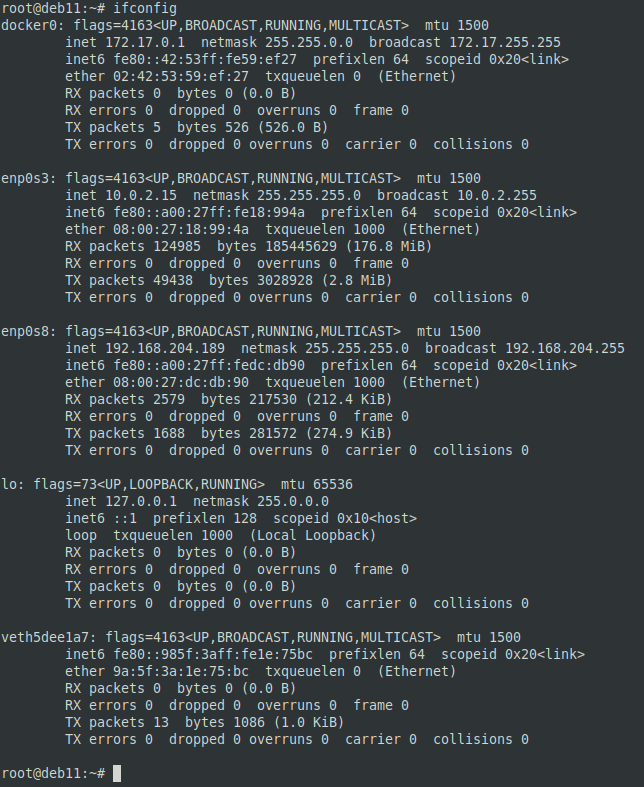 root@deb11:~# ifconfig
docker0: flags=4163<UP,BROADCAST,RUNNING,MULTICAST>  mtu 1500
        inet 172.17.0.1  netmask 255.255.0.0  broadcast 172.17.255.255
        inet6 fe80::42:53ff:fe59:ef27  prefixlen 64  scopeid 0x20<link>
        ether 02:42:53:59:ef:27  txqueuelen 0  (Ethernet)
        RX packets 0  bytes 0 (0.0 B)
        RX errors 0  dropped 0  overruns 0  frame 0
        TX packets 5  bytes 526 (526.0 B)
        TX errors 0  dropped 0 overruns 0  carrier 0  collisions 0

enp0s3: flags=4163<UP,BROADCAST,RUNNING,MULTICAST>  mtu 1500
        inet 10.0.2.15  netmask 255.255.255.0  broadcast 10.0.2.255
        inet6 fe80::a00:27ff:fe18:994a  prefixlen 64  scopeid 0x20<link>
        ether 08:00:27:18:99:4a  txqueuelen 1000  (Ethernet)
        RX packets 124985  bytes 185445629 (176.8 MiB)
        RX errors 0  dropped 0  overruns 0  frame 0
        TX packets 49438  bytes 3028928 (2.8 MiB)
        TX errors 0  dropped 0 overruns 0  carrier 0  collisions 0

enp0s8: flags=4163<UP,BROADCAST,RUNNING,MULTICAST>  mtu 1500
        inet 192.168.204.189  netmask 255.255.255.0  broadcast 192.168.204.255
        inet6 fe80::a00:27ff:fedc:db90  prefixlen 64  scopeid 0x20<link>
        ether 08:00:27:dc:db:90  txqueuelen 1000  (Ethernet)
        RX packets 2579  bytes 217530 (212.4 KiB)
        RX errors 0  dropped 0  overruns 0  frame 0
        TX packets 1688  bytes 281572 (274.9 KiB)
        TX errors 0  dropped 0 overruns 0  carrier 0  collisions 0

lo: flags=73<UP,LOOPBACK,RUNNING>  mtu 65536
        inet 127.0.0.1  netmask 255.0.0.0
        inet6 ::1  prefixlen 128  scopeid 0x10<host>
        loop  txqueuelen 1000  (Local Loopback)
        RX packets 0  bytes 0 (0.0 B)
        RX errors 0  dropped 0  overruns 0  frame 0
        TX packets 0  bytes 0 (0.0 B)
        TX errors 0  dropped 0 overruns 0  carrier 0  collisions 0

veth5dee1a7: flags=4163<UP,BROADCAST,RUNNING,MULTICAST>  mtu 1500
        inet6 fe80::985f:3aff:fe1e:75bc  prefixlen 64  scopeid 0x20<link>
        ether 9a:5f:3a:1e:75:bc  txqueuelen 0  (Ethernet)
        RX packets 0  bytes 0 (0.0 B)
        RX errors 0  dropped 0  overruns 0  frame 0
        TX packets 13  bytes 1086 (1.0 KiB)
        TX errors 0  dropped 0 overruns 0  carrier 0  collisions 0

root@deb11:~#